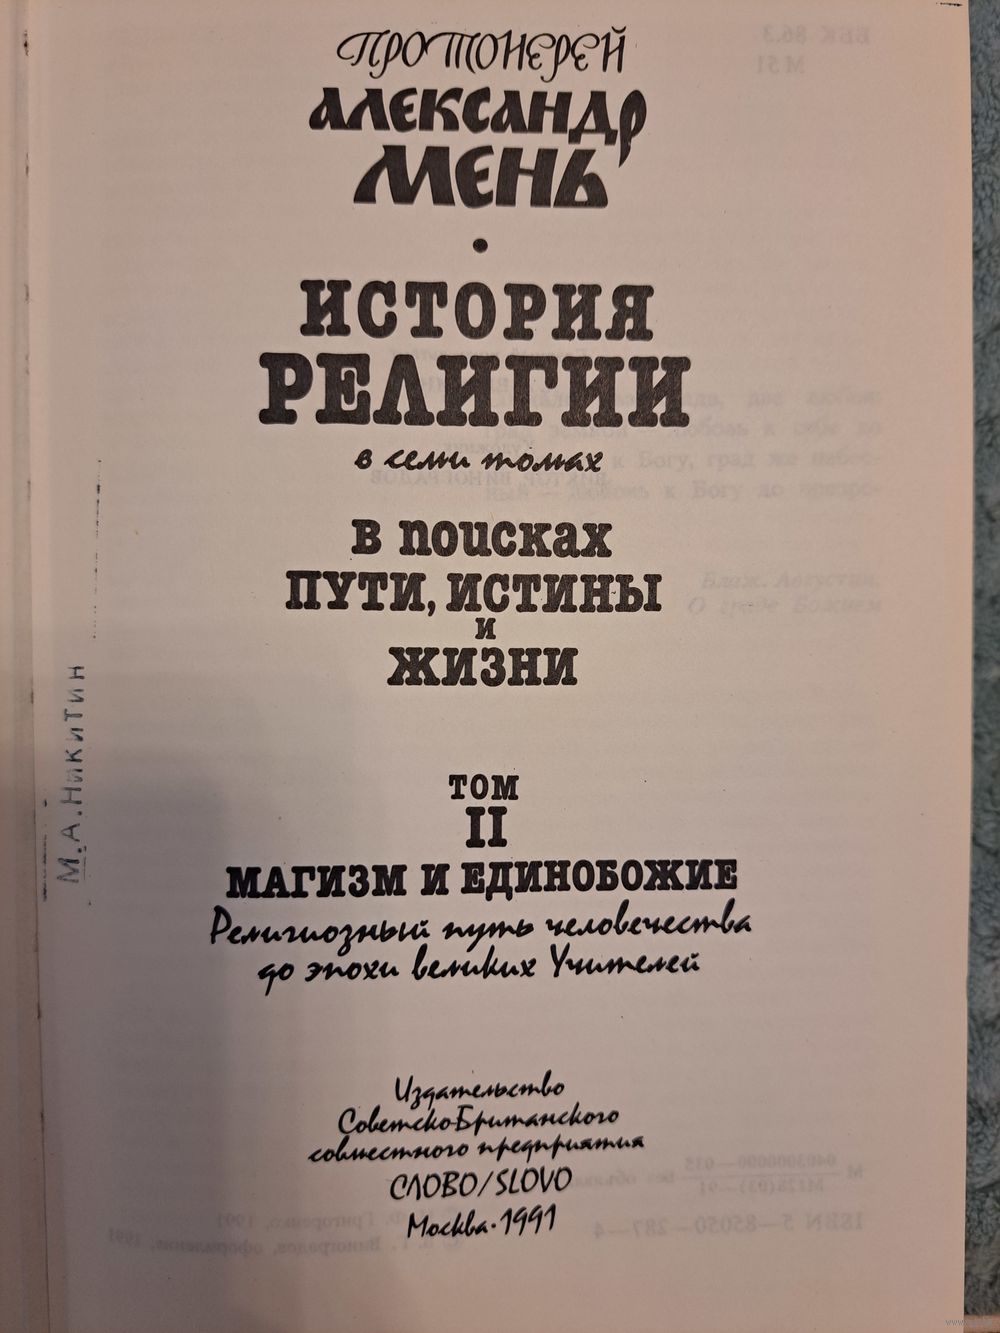 ПРОТОИЕРЕЙ
АЛЕКСАНДР
МЕНЬ
•
ИСТОРИЯ
РЕЛИГИИ
в семи томах
В ПОИСКАХ
ПУТИ, ИСТИНЫ
И
ЖИЗНИ
ТОМ
II
МАГИЗМ И ЕДИНОБОЖИЕ
Религиозный путь человечества
до эпохи великих Учителей
Издательство
Советско-Британского
совместного предприятия
СЛОВО/SLOVO
Москва·1991
М.А.Никитин